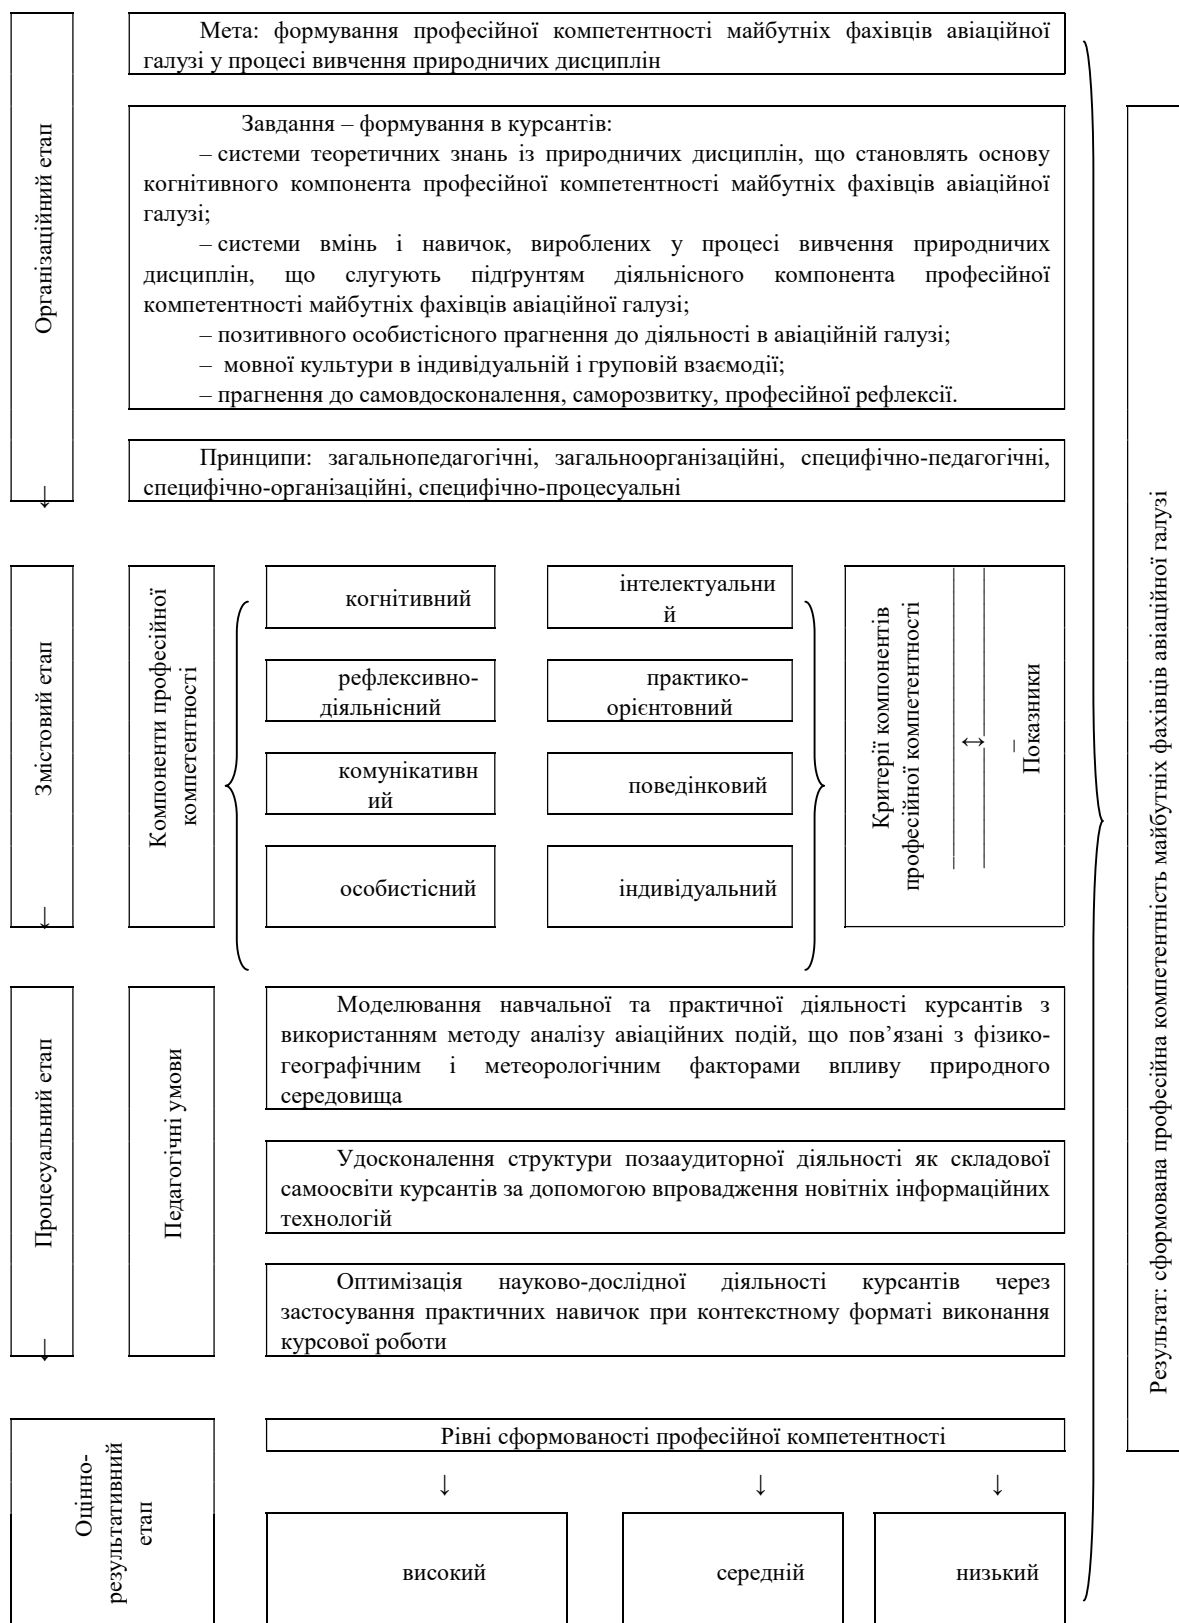 Організаційний етап
↓
Мета: формування професійної компетентності майбутніх фахівців авіаційної
галузі у процесі вивчення природничих дисциплін
Завдання – формування в курсантів:
– системи теоретичних знань із природничих дисциплін, що становлять основу
когнітивного компонента професійної компетентності майбутніх фахівців авіаційної
галузі;
– системи вмінь і навичок, вироблених у процесі вивчення природничих
дисциплін, що слугують підґрунтям діяльнісного компонента професійної
компетентності майбутніх фахівців авіаційної галузі;
– позитивного особистісного прагнення до діяльності в авіаційній галузі;
– мовної культури в індивідуальній і груповій взаємодії;
– прагнення до самовдосконалення, саморозвитку, професійної рефлексії.
Принципи: загальнопедагогічні, загальноорганізаційні, специфічно-педагогічні,
специфічно-організаційні, специфічно-процесуальні
Змістовий етап
↓
Компоненти професійної
компетентності
когнітивний
рефлексивно-
діяльнісний
комунікативн
ий
особистісний
інтелектуальни
й
практико-
орієнтовний
поведінковий
індивідуальний
Критерії компонентів
професійної компетентності
↕
Показники
Процесуальний етап
↓
Педагогічні умови
Моделювання навчальної та практичної діяльності курсантів з
використанням методу аналізу авіаційних подій, що пов’язані з фізико-
географічним і метеорологічним факторами впливу природного
середовища
Удосконалення структури позааудиторної діяльності як складової
самоосвіти курсантів за допомогою впровадження новітніх інформаційних
технологій
Оптимізація науково-дослідної діяльності курсантів через
застосування практичних навичок при контекстному форматі виконання
курсової роботи
Оцінно-
результативний
етап
Рівні сформованості професійної компетентності
↓ ↓ ↓
високий
середній
низький
Результат: сформована професійна компетентність майбутніх фахівців авіаційної галузі